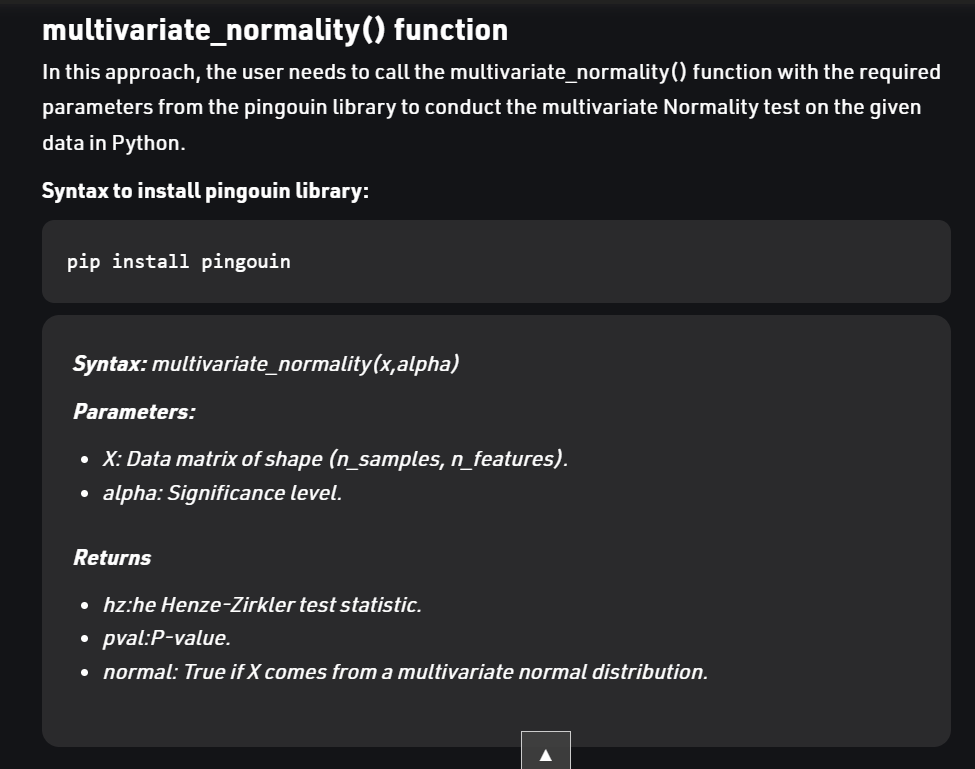 multivariate_normality() function
In this approach, the user needs to call the multivariate_normality() function with the required
parameters from the pingouin library to conduct the multivariate Normality test on the given
data in Python.
Syntax to install pingouin library:
pip install pingouin
Syntax: multivariate_normality(x,alpha)
Parameters:
• X: Data matrix of shape (n_samples, n_features).
• alpha: Significance level.
Returns
• hz:he Henze-Zirkler test statistic.
• pval:P-value.
• normal: True if X comes from a multivariate normal distribution.
▲